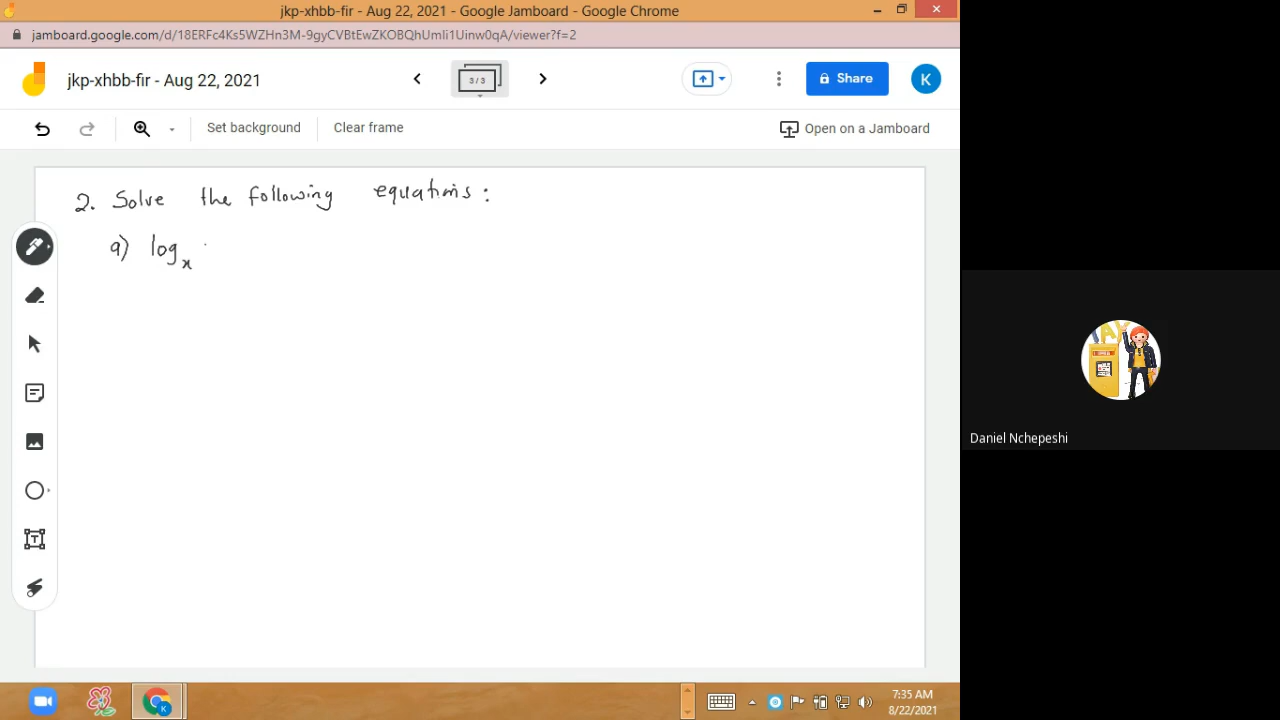 jkp-xhbb-fir - Aug 22, 2021 - Google Jamboard - Google Chrome
jamboard.google.com/d/18ERFc4Ks5WZHn3M-9gyCVBtEwZKOBQhUmIi1Uinw0qA/viewer?f=2
jkp-xhbb-fir - Aug 22, 2021
3 / 3
Share
K
Set background
Clear frame
Open on a Jamboard
2. Solve the following equations:
a) log x
Daniel Nchepeshi
7:35 AM
8/22/2021